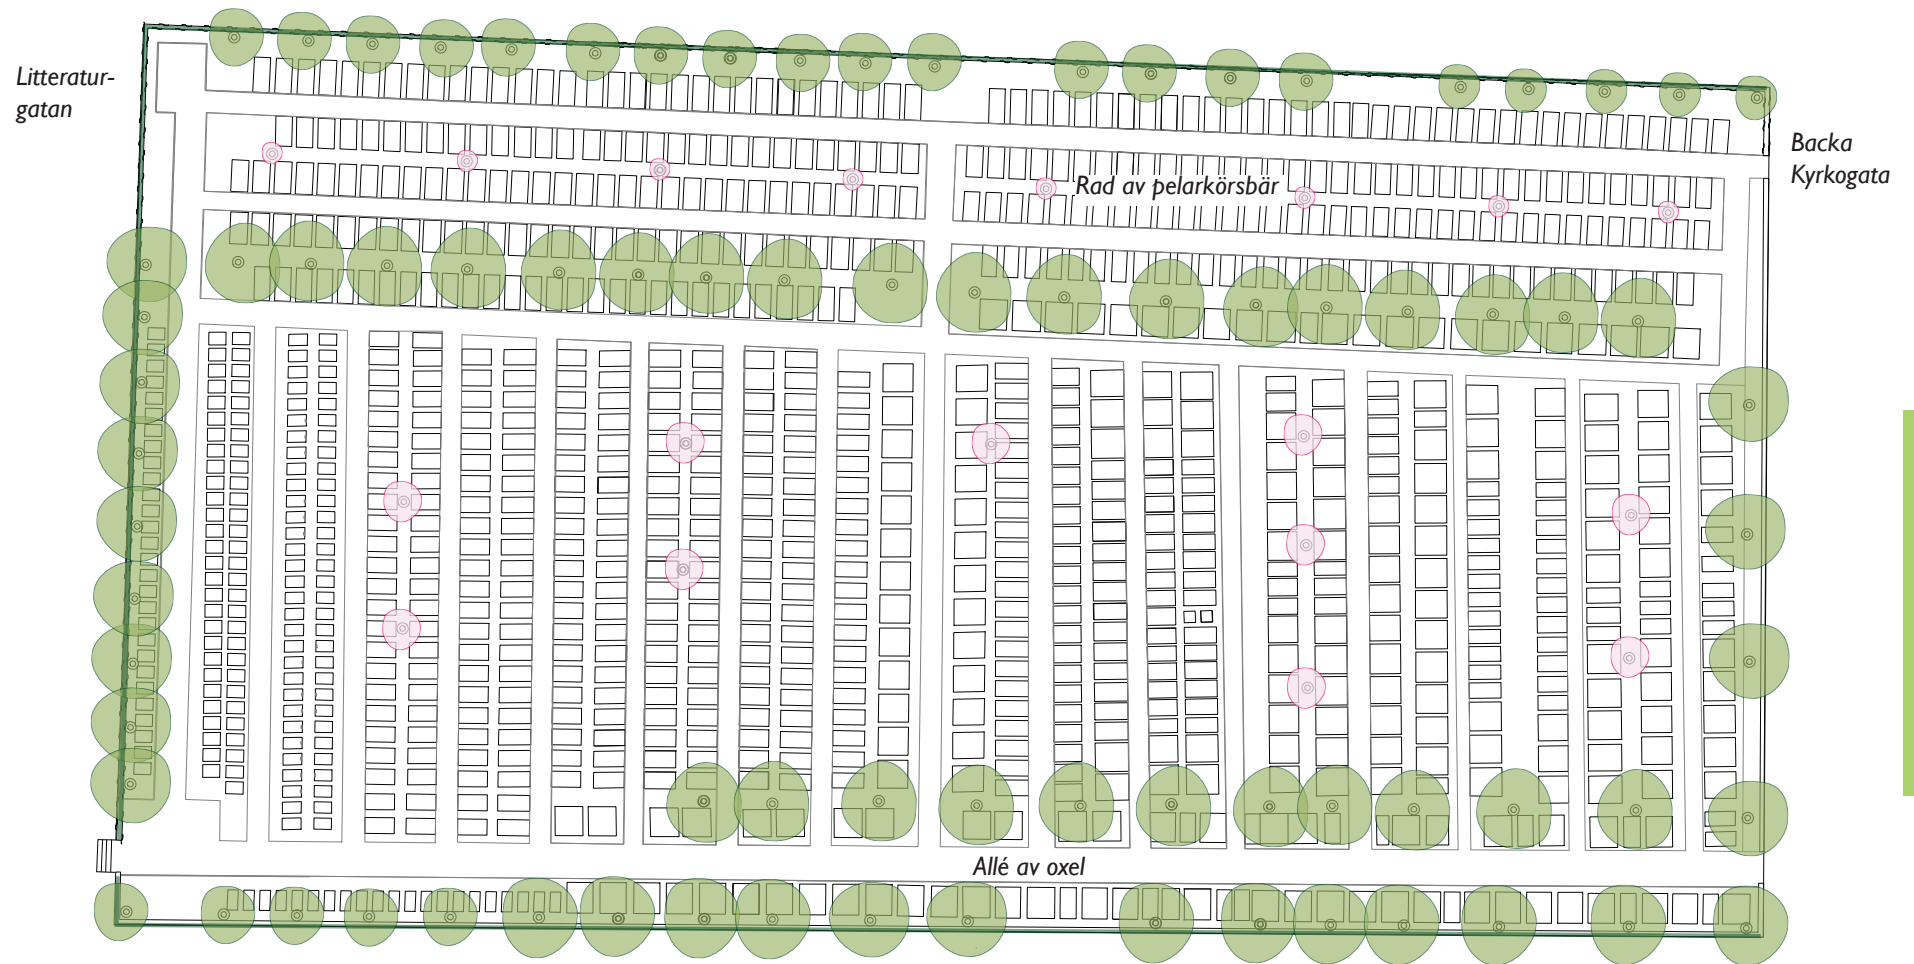 Litteratur-
gatan
Backa
Kyrkogata
Rad av pelarkörsbär
Allé av oxel